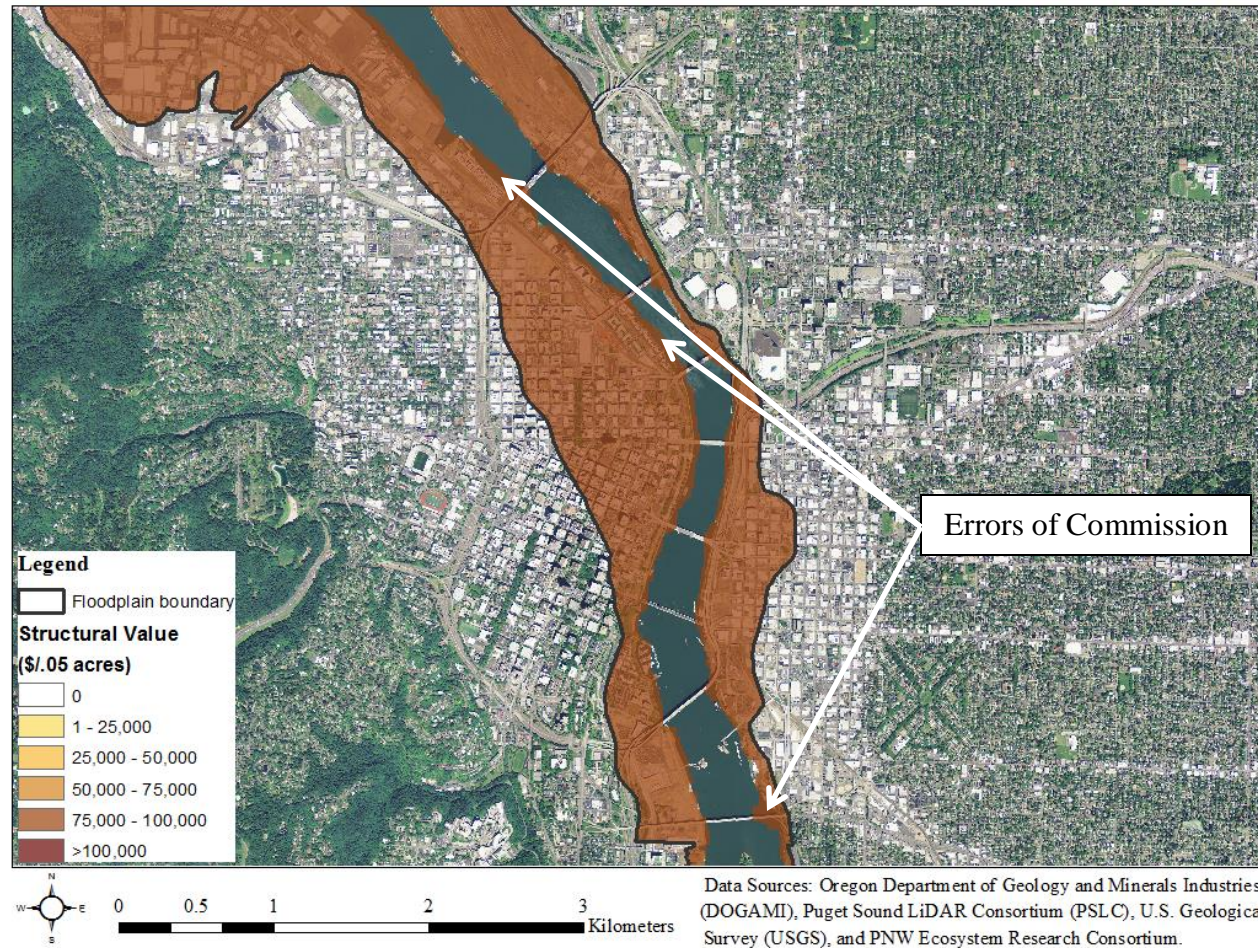 Errors of Commission
Legend
Floodplain boundary
Structural Value
($/.05 acres)
0
1 - 25,000
25,000 - 50,000
50,000 - 75,000
75,000 - 100,000
>100,000
N
W E
S
0 0.5 1 2 3
Kilometers
Data Sources: Oregon Department of Geology and Minerals Industries
(DOGAMI), Puget Sound LiDAR Consortium (PSLC), U.S. Geologica
Survey (USGS), and PNW Ecosystem Research Consortium.